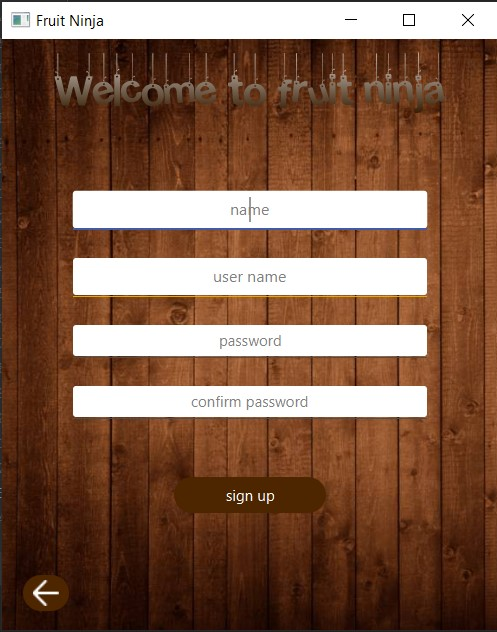 Fruit Ninja
Welcome to fruit ninja
name
user name
password
confirm password
sign up